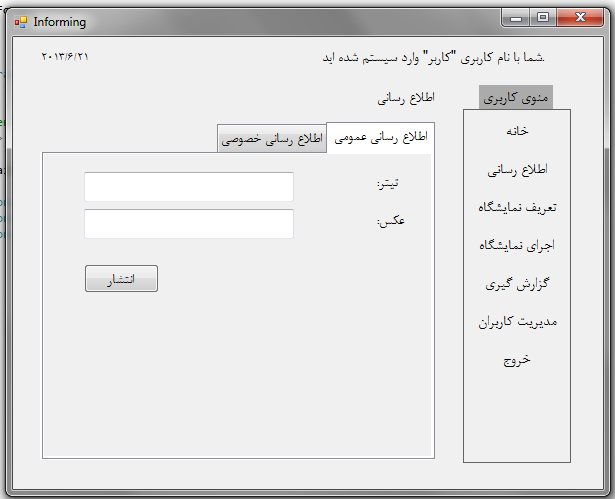 Informing
شما با نام کاربری "کاربر" وارد سیستم شده اید.
۲۰۱۳/۶/۲۱
منوی کاربری
خانه
اطلاع رسانی
تعریف نمایشگاه
اجرای نمایشگاه
گزارش گیری
مدیریت کاربران
خروج
اطلاع رسانی
اطلاع رسانی عمومی
اطلاع رسانی خصوصی
تیتر:
عکس:
انتشار